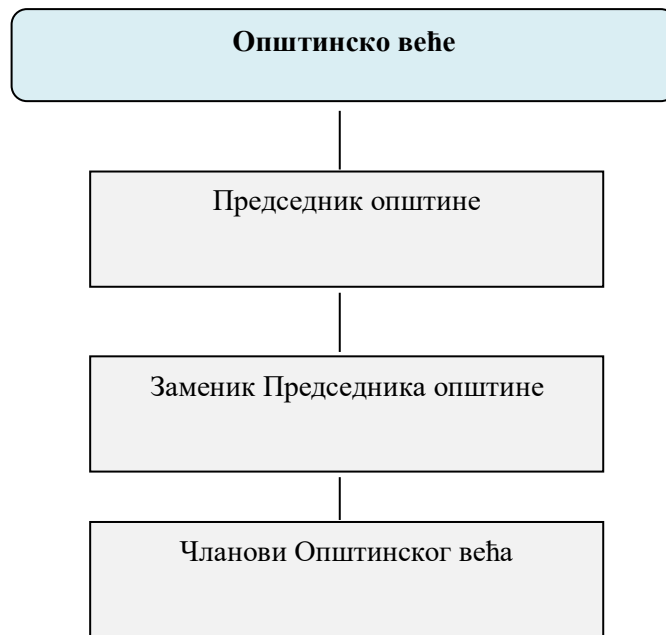 Општинско веће
Председник општине
Заменик Председника општине
Чланови Општинског већа